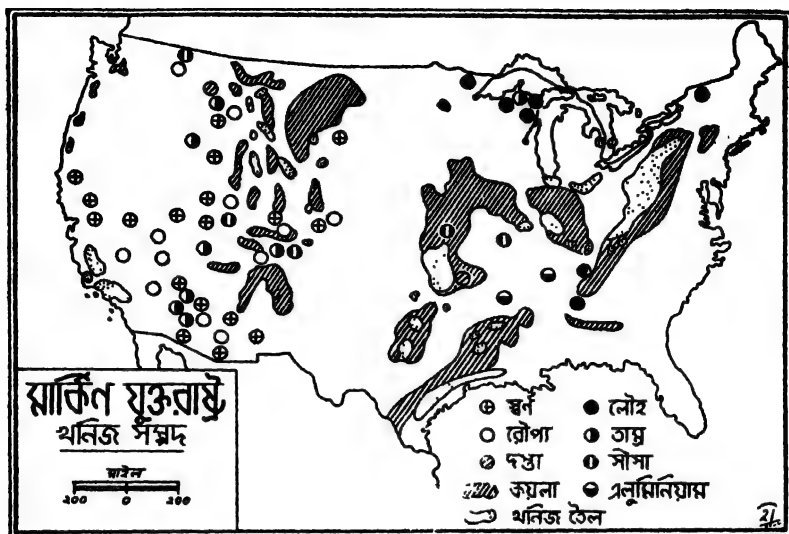 মার্কিণ যুক্তরাষ্ট্র
খনিজ সম্পদ
মাইল
২০০ ০ ২০০
স্বর্ণ
রৌপ্য
দস্তা
কয়লা
খনিজ তৈল
লৌহ
তাম্র
সীসা
এলুমিনিয়াম